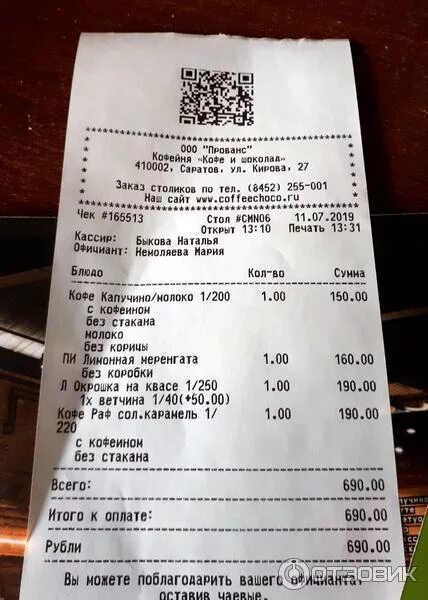 ООО "Прованс"
Кофейня «Кофе и шоколад»
410002, Саратов, ул. Кирова, 27
Заказ столиков по тел. (8452) 255-001
Наш сайт www.coffeechoco.ru
Чек #165513 Стол #CMN06 11.07.2019
Открыт 13:10 Печать 13:31
Кассир: Быкова Наталья
Официант: Немоляева Мария
Блюдо Кол-во Сумма
Кофе Капучино/молоко 1/200 1.00 150.00
с кофеином
без стакана
молоко
без корицы
ПИ Лимонная меренгата 1.00 160.00
без коробки
Л Окрошка на квасе 1/250 1.00 190.00
1x ветчина 1/40(+50.00)
Кофе Раф сол.карамель 1/ 1.00 190.00
220
с кофеином
без стакана
Всего: 690.00
Итого к оплате: 690.00
Рубли 690.00
Вы можете поблагодарить вашего официанта,
оставив чаевые.
ОТЗОВИК